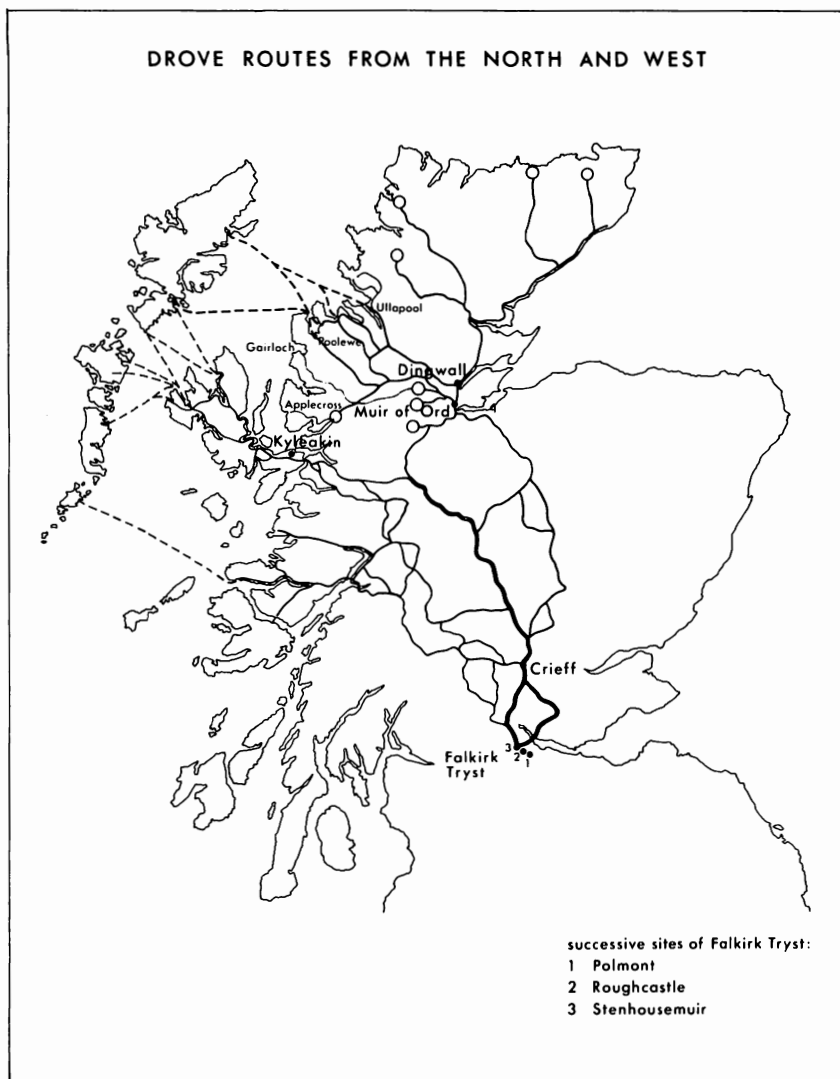 DROVE ROUTES FROM THE NORTH AND WEST
Ullapool
Poolewe
Gairloch
Dingwall
Applecross
Muir of Ord
Kyleakin
Crieff
3
2
1
Falkirk
Tryst
successive sites of Falkirk Tryst:
1 Polmont
2 Roughcastle
3 Stenhousemuir